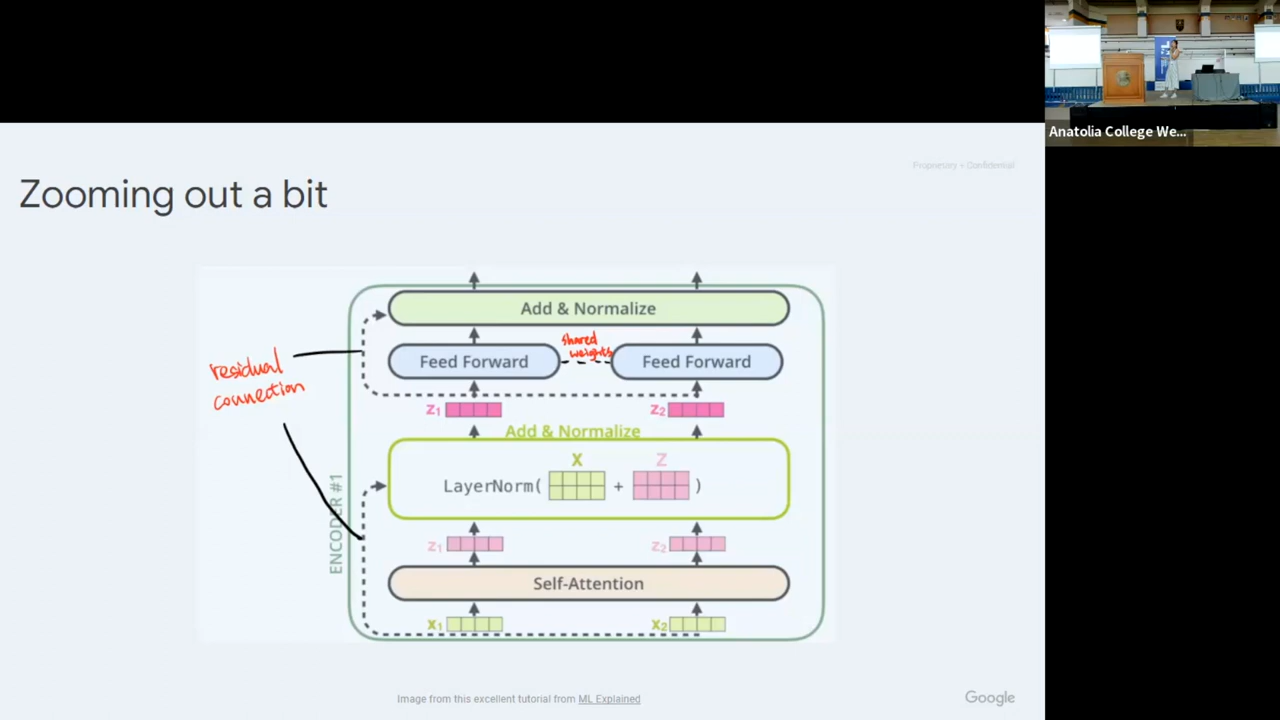 Anatolia College We...
Proprietary + Confidential
Zooming out a bit
Add & Normalize
shared
weights
Feed Forward
Feed Forward
residual
connection
z1
z2
Add & Normalize
X
Z
LayerNorm(
+
)
ENCODER #1
z1
z2
Self-Attention
x1
x2
Image from this excellent tutorial from ML Explained
Google